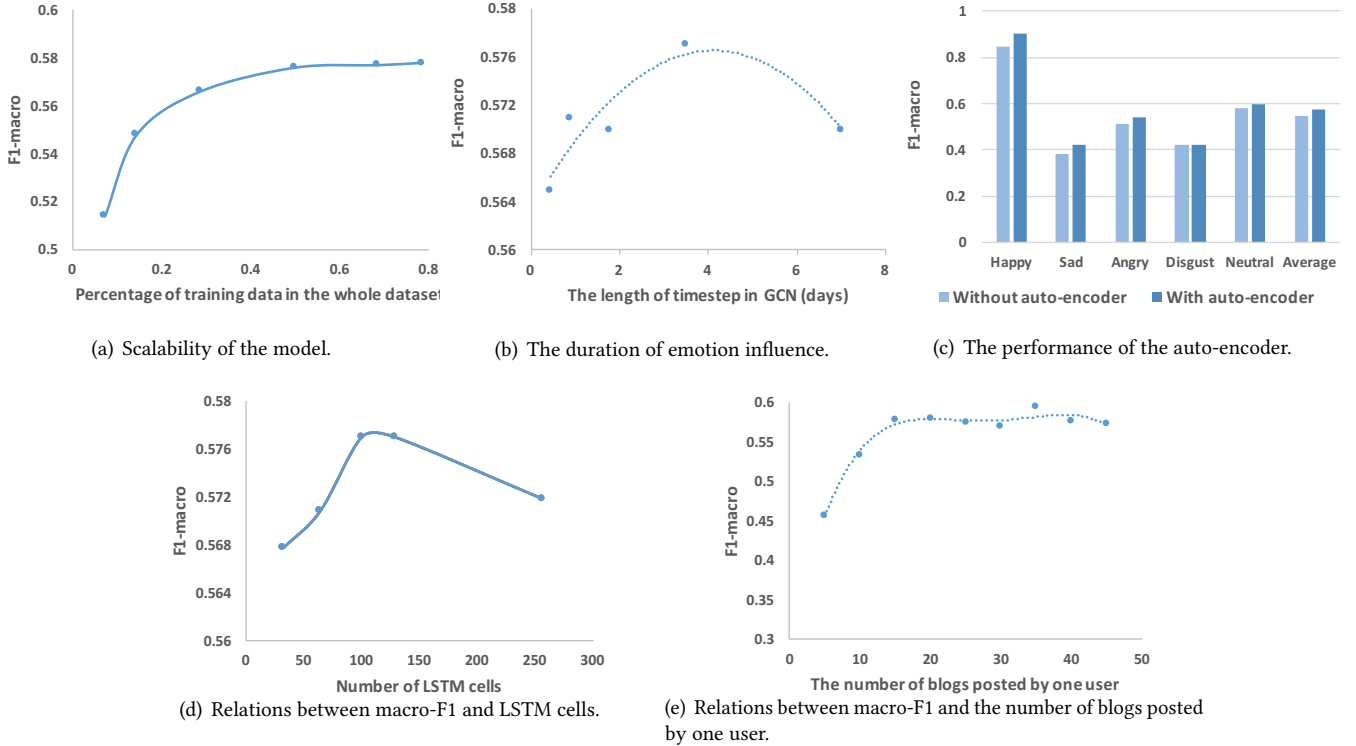 0.6
0.58
0.56
0.54
0.52
0.5
F1-macro
0
0.2
0.4
0.6
0.8
Percentage of training data in the whole dataset
(a) Scalability of the model.
0.58
0.576
0.572
0.568
0.564
0.56
F1-macro
0
2
4
6
8
The length of timestep in GCN (days)
(b) The duration of emotion influence.
1
0.8
0.6
0.4
0.2
0
F1-macro
Happy
Sad
Angry
Disgust
Neutral
Average
Without auto-encoder
With auto-encoder
(c) The performance of the auto-encoder.
0.58
0.576
0.572
0.568
0.564
0.56
F1-macro
0
50
100
150
200
250
300
Number of LSTM cells
(d) Relations between macro-F1 and LSTM cells.
0.6
0.55
0.5
0.45
0.4
0.35
0.3
F1-macro
0
10
20
30
40
50
The number of blogs posted by one user
(e) Relations between macro-F1 and the number of blogs posted
by one user.